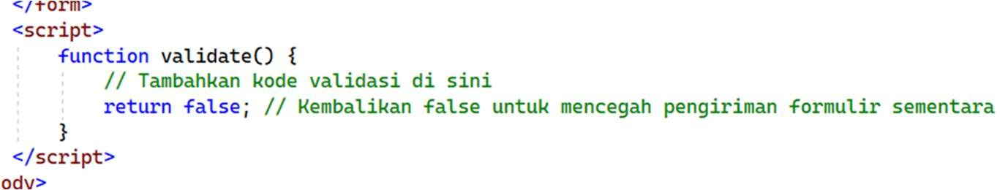 </form>
<script>
function validate() {
// Tambahkan kode validasi di sini
return false; // Kembalikan false untuk mencegah pengiriman formulir sementara
}
</script>
ody>